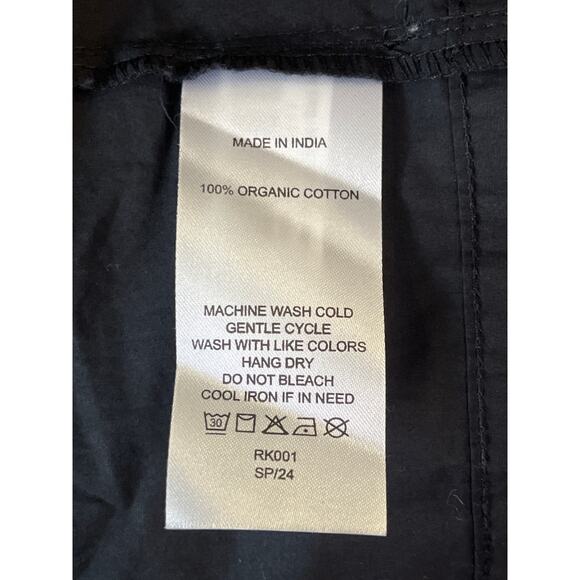 MADE IN INDIA
100% ORGANIC COTTON
MACHINE WASH COLD
GENTLE CYCLE
WASH WITH LIKE COLORS
HANG DRY
DO NOT BLEACH
COOL IRON IF IN NEED
30
RK001
SP/24